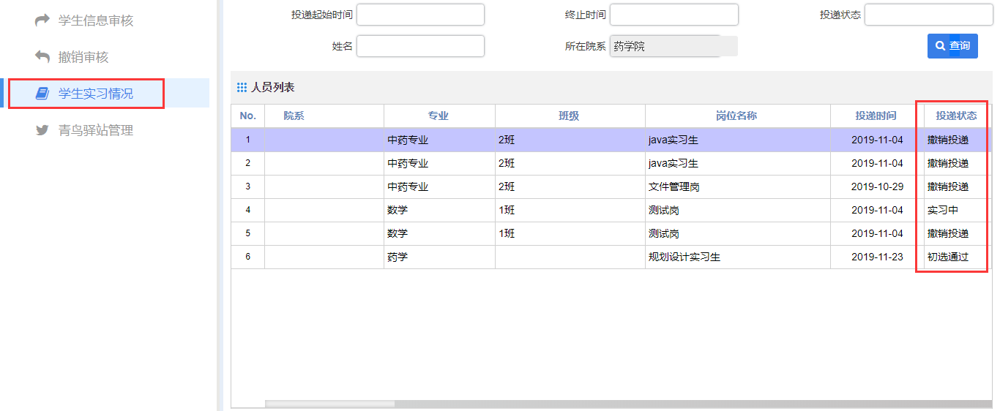 学生信息审核
撤销审核
学生实习情况
青鸟驿站管理
投递起始时间 终止时间 投递状态
姓名 所在院系 药学院 查询
人员列表
No. 院系 专业 班级 岗位名称 投递时间 投递状态
1 中药专业 2班 java实习生 2019-11-04 撤销投递
2 中药专业 2班 java实习生 2019-11-04 撤销投递
3 中药专业 2班 文件管理岗 2019-10-29 撤销投递
4 数学 1班 测试岗 2019-11-04 实习中
5 数学 1班 测试岗 2019-11-04 撤销投递
6 药学 规划设计实习生 2019-11-23 初选通过